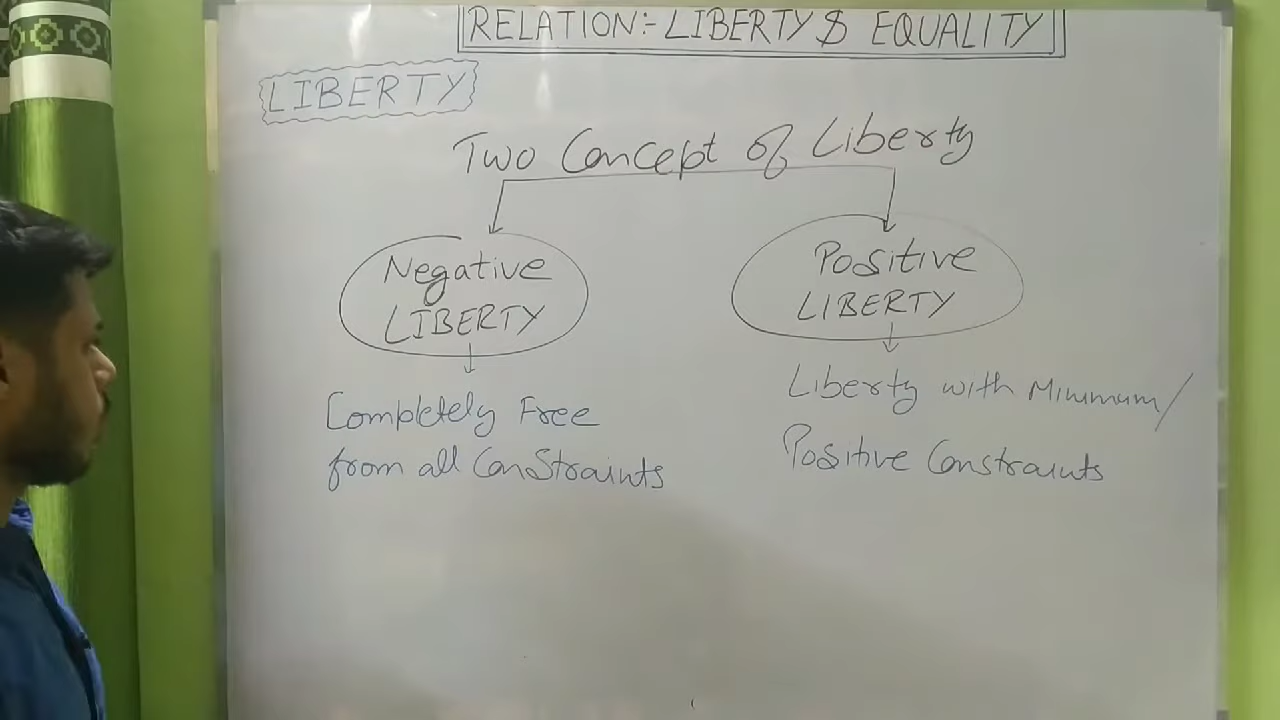 RELATION:- LIBERTY & EQUALITY
LIBERTY
Two Concept of Liberty
Negative
LIBERTY
Positive
LIBERTY
Completely Free
from all Constraints
Liberty with Minimum/
Positive Constraints